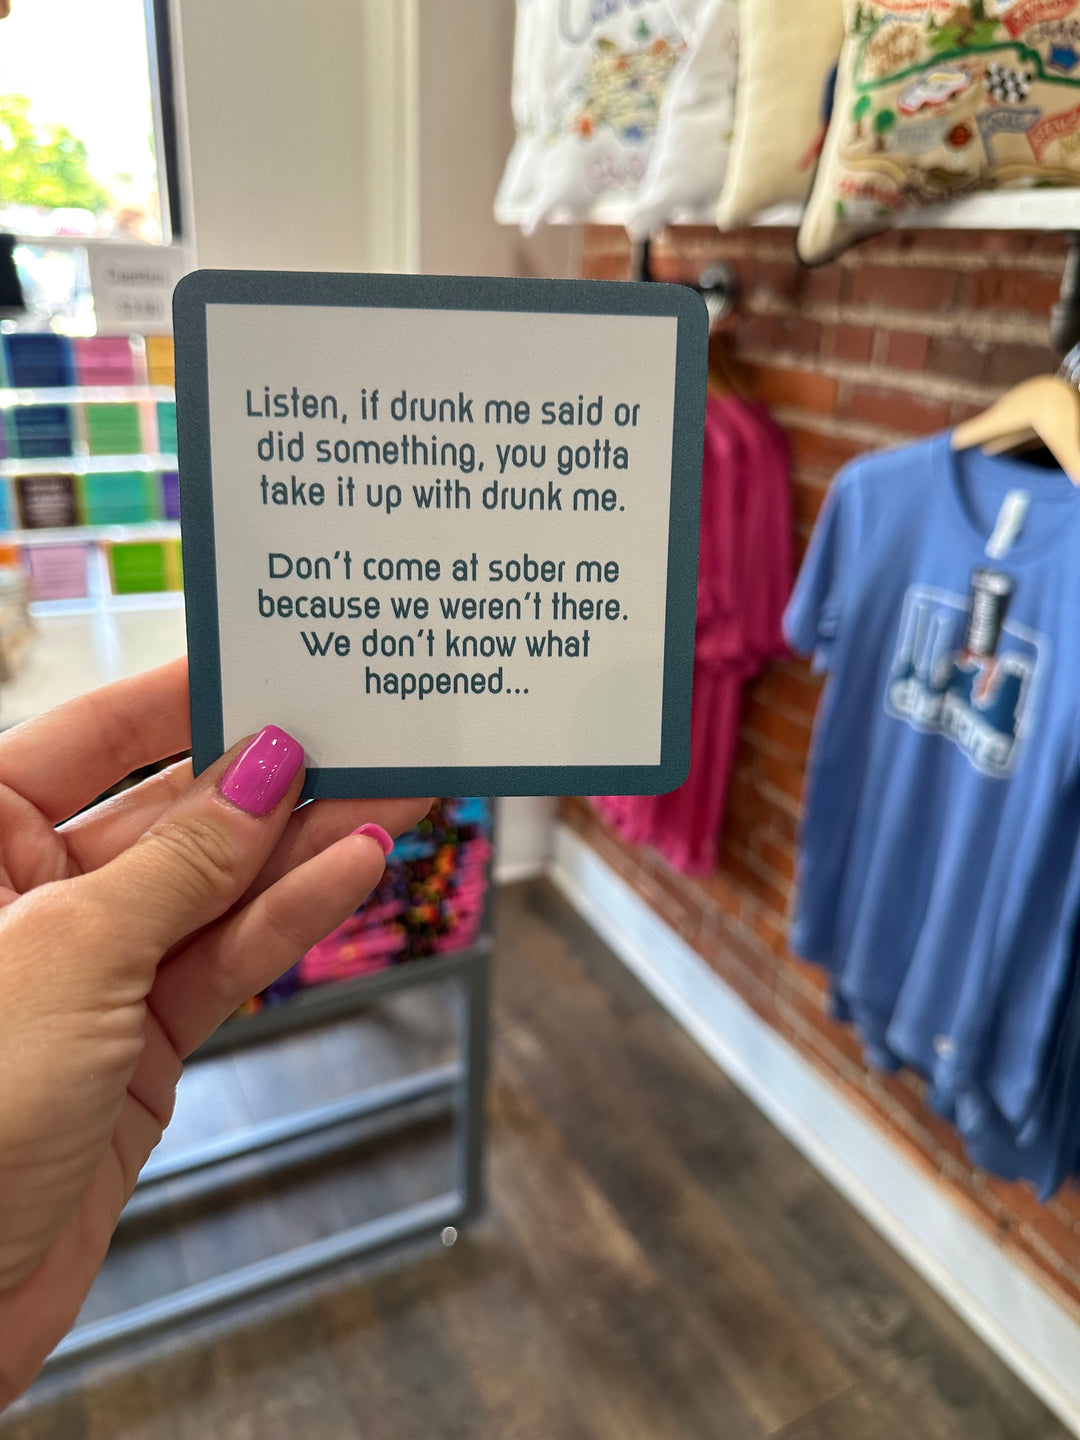 Listen, if drunk me said or
did something, you gotta
take it up with drunk me.
Don't come at sober me
because we weren't there.
We don't know what
happened...